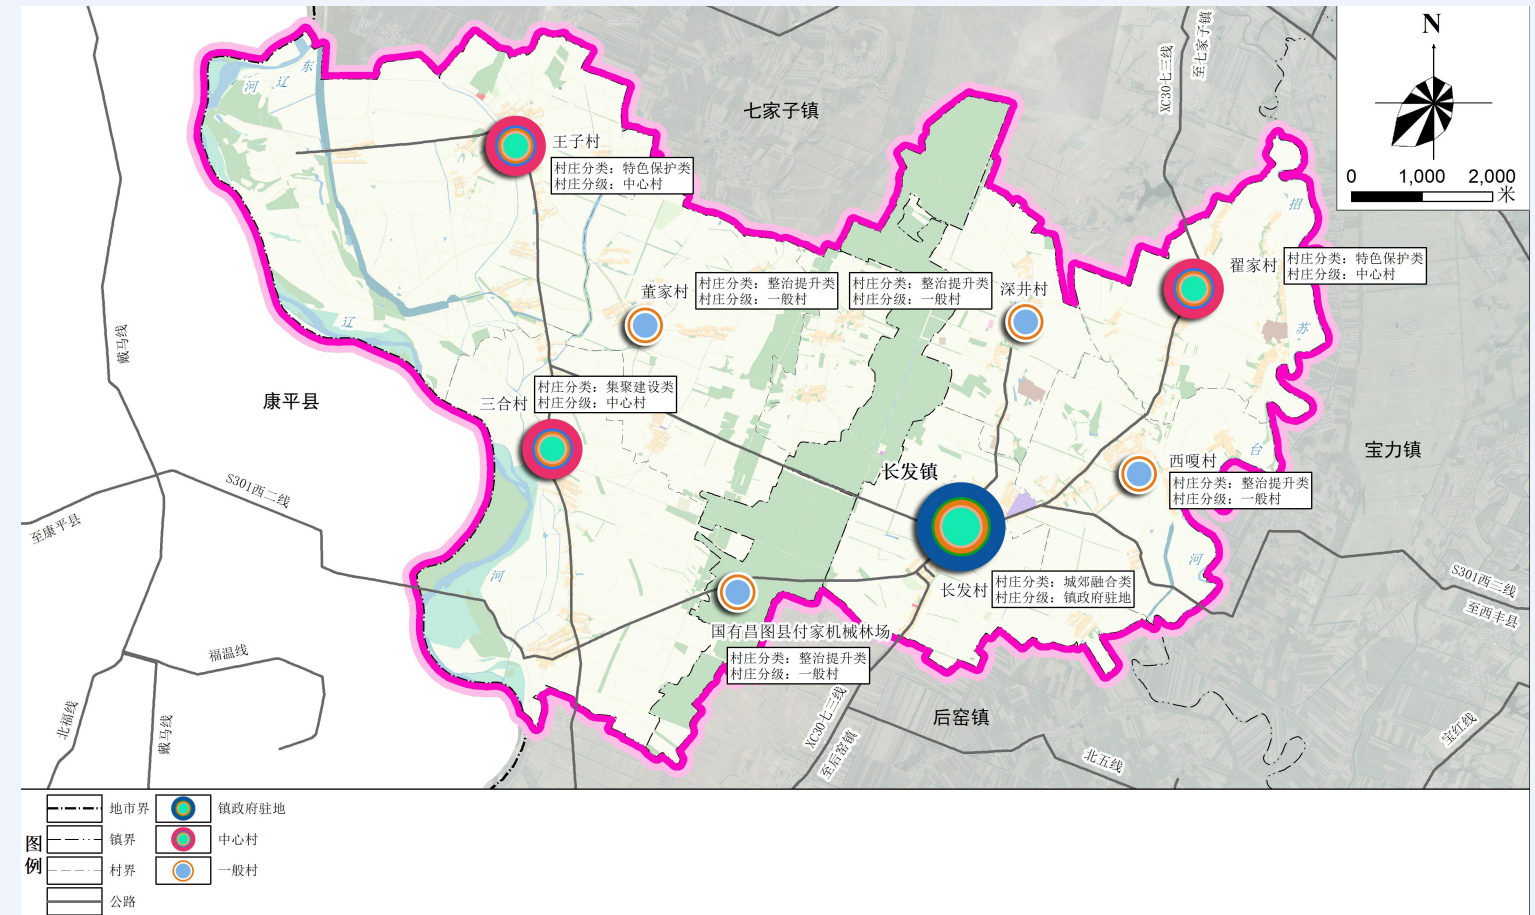 N
0 1,000 2,000
米
XC30七三线
至七家子镇
七家子镇
东
辽
河
王子村
村庄分类：特色保护类
村庄分级：中心村
招
翟家村
村庄分类：特色保护类
村庄分级：中心村
董家村
村庄分类：整治提升类
村庄分级：一般村
村庄分类：整治提升类
村庄分级：一般村
深井村
辽
苏
戴马线
康平县
三合村
村庄分类：集聚建设类
村庄分级：中心村
宝力镇
台
长发镇
西嘎村
村庄分类：整治提升类
村庄分级：一般村
S301西二线
至康平县
河
河
长发村
村庄分类：城郊融合类
村庄分级：镇政府驻地
S301西二线
至西丰县
国有昌图县付家机械林场
村庄分类：整治提升类
村庄分级：一般村
福温线
北福线
戴马线
XC30七三线
至后窑镇
后窑镇
北五线
宝红线
图例
地市界
镇政府驻地
镇界
中心村
村界
一般村
公路